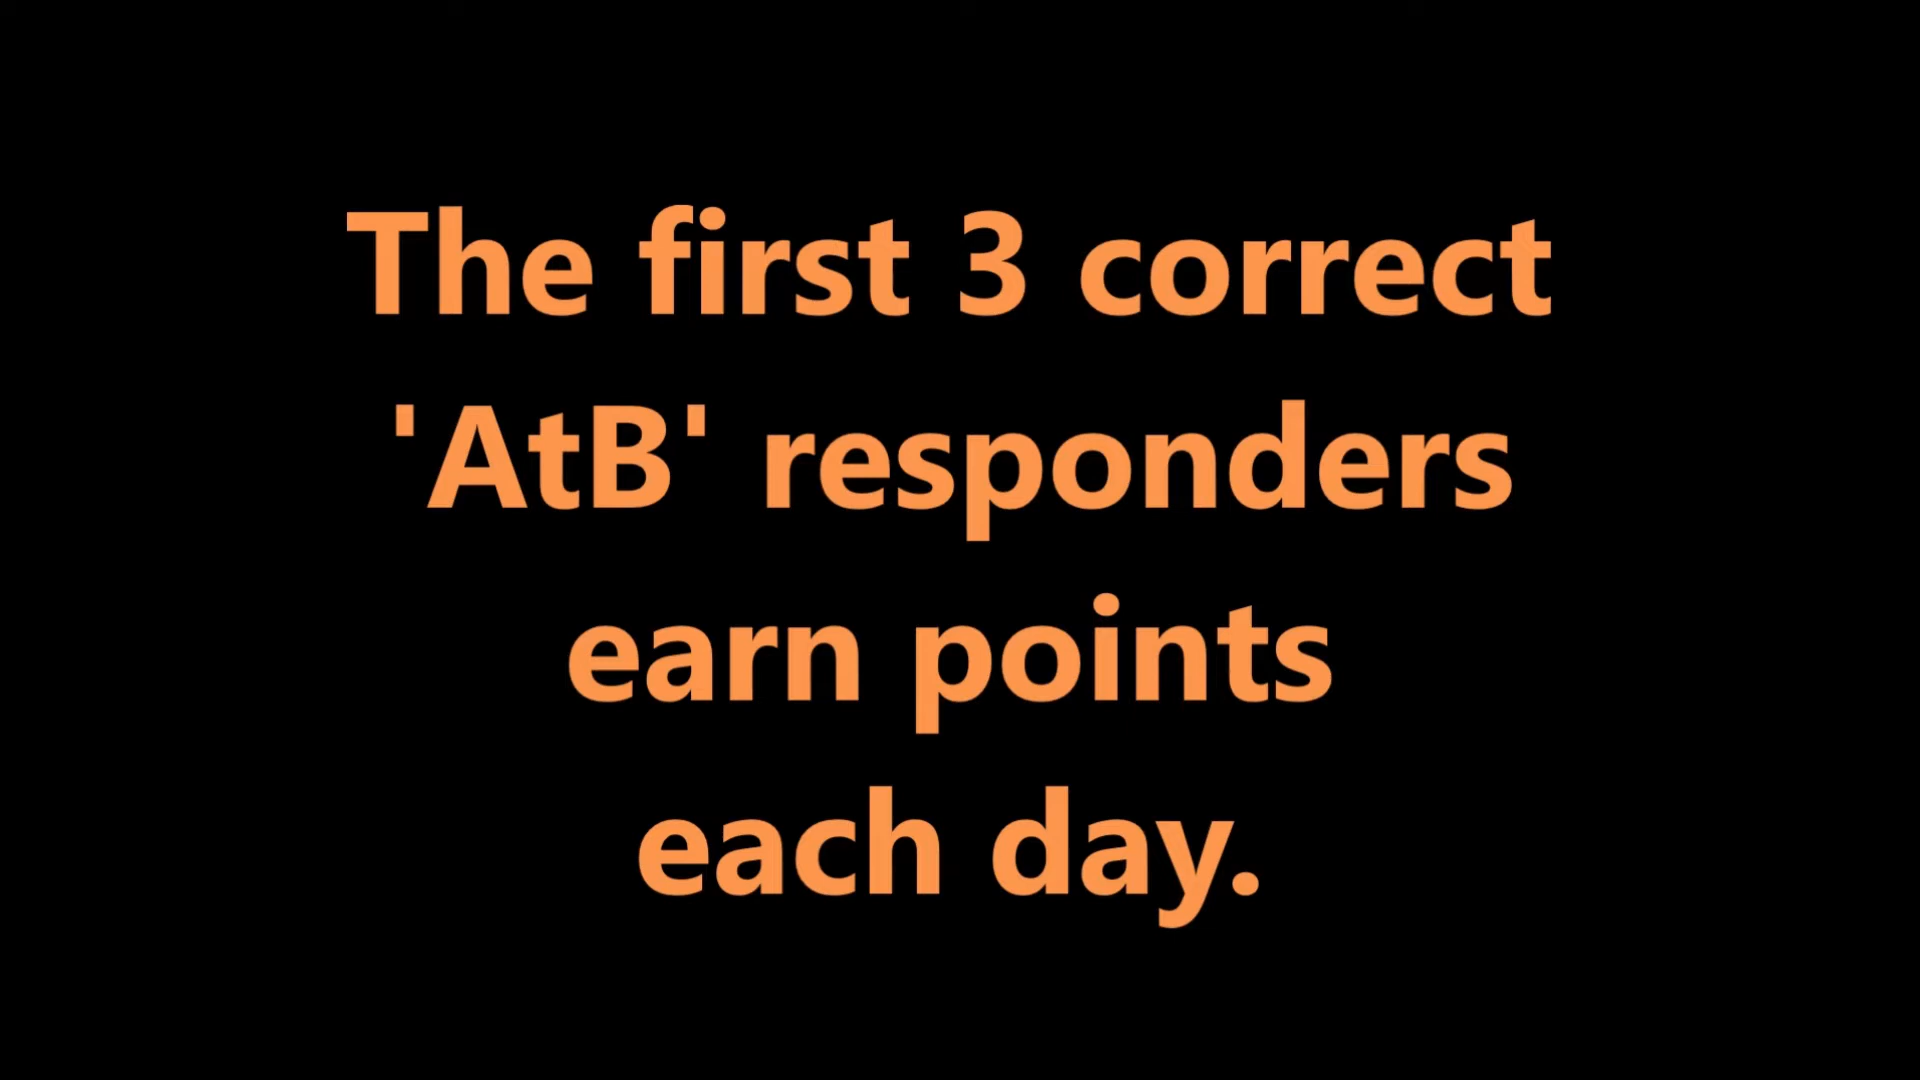 The first 3 correct
'AtB' responders
earn points
each day.